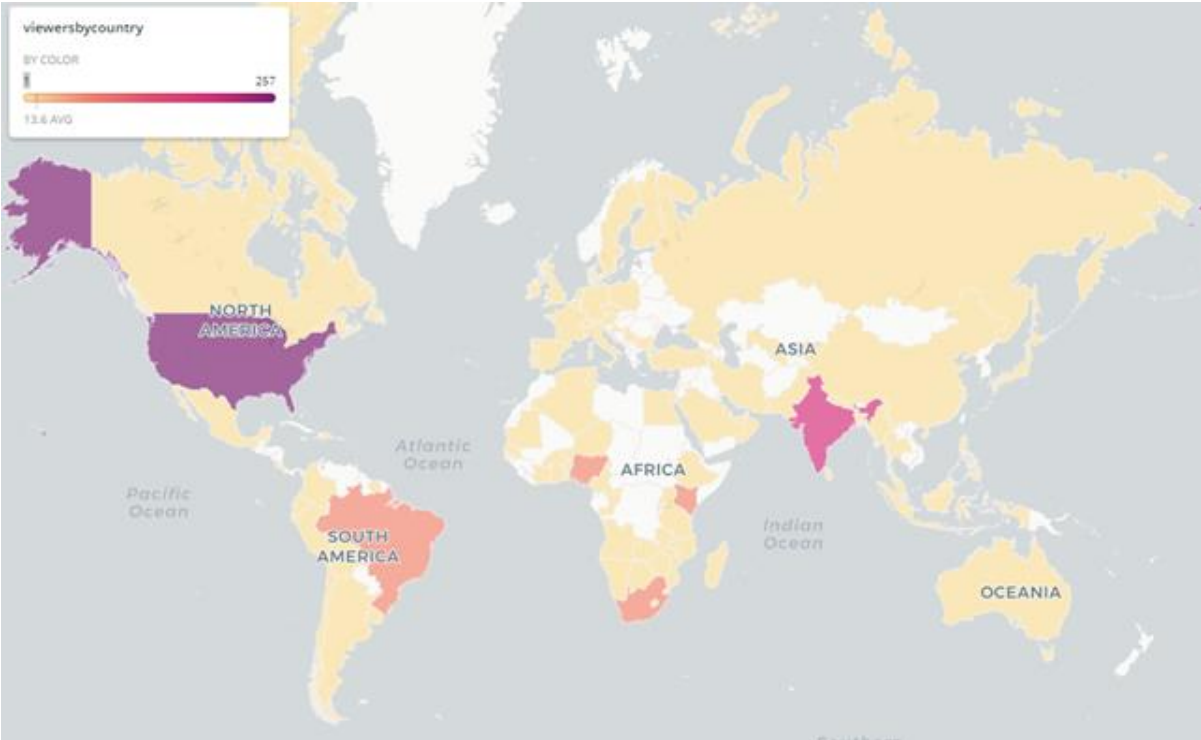 viewersbycountry
BY COLOR
1
257
13.6 AVG
NORTH
AMERICA
ASIA
Atlantic
Ocean
AFRICA
Pacific
Ocean
Indian
Ocean
SOUTH
AMERICA
OCEANIA
Southern